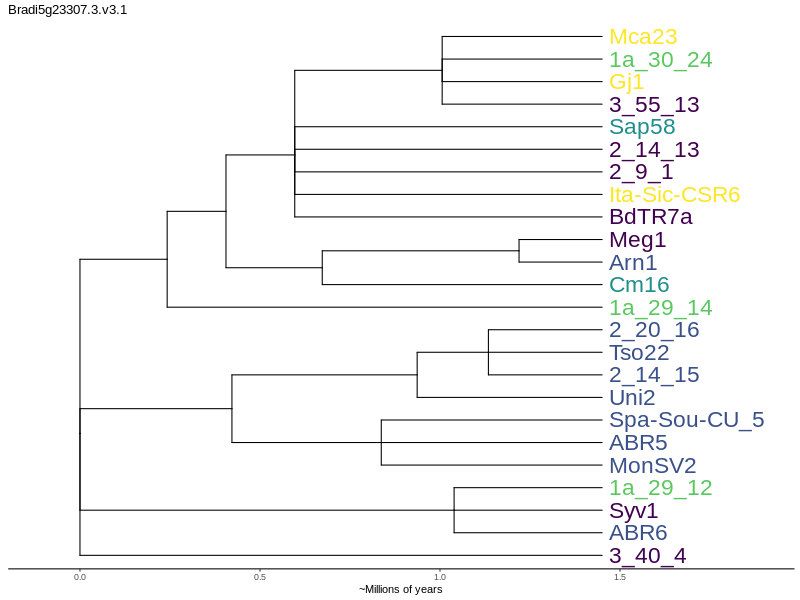 Bradi5g23307.3.v3.1
Mca23
1a_30_24
Gj1
3_55_13
Sap58
2_14_13
2_9_1
Ita-Sic-CSR6
BdTR7a
Meg1
Arn1
Cm16
1a_29_14
2_20_16
Tso22
2_14_15
Uni2
Spa-Sou-CU_5
ABR5
MonSV2
1a_29_12
Syv1
ABR6
3_40_4
0.0 0.5 1.0 1.5
~Millions of years